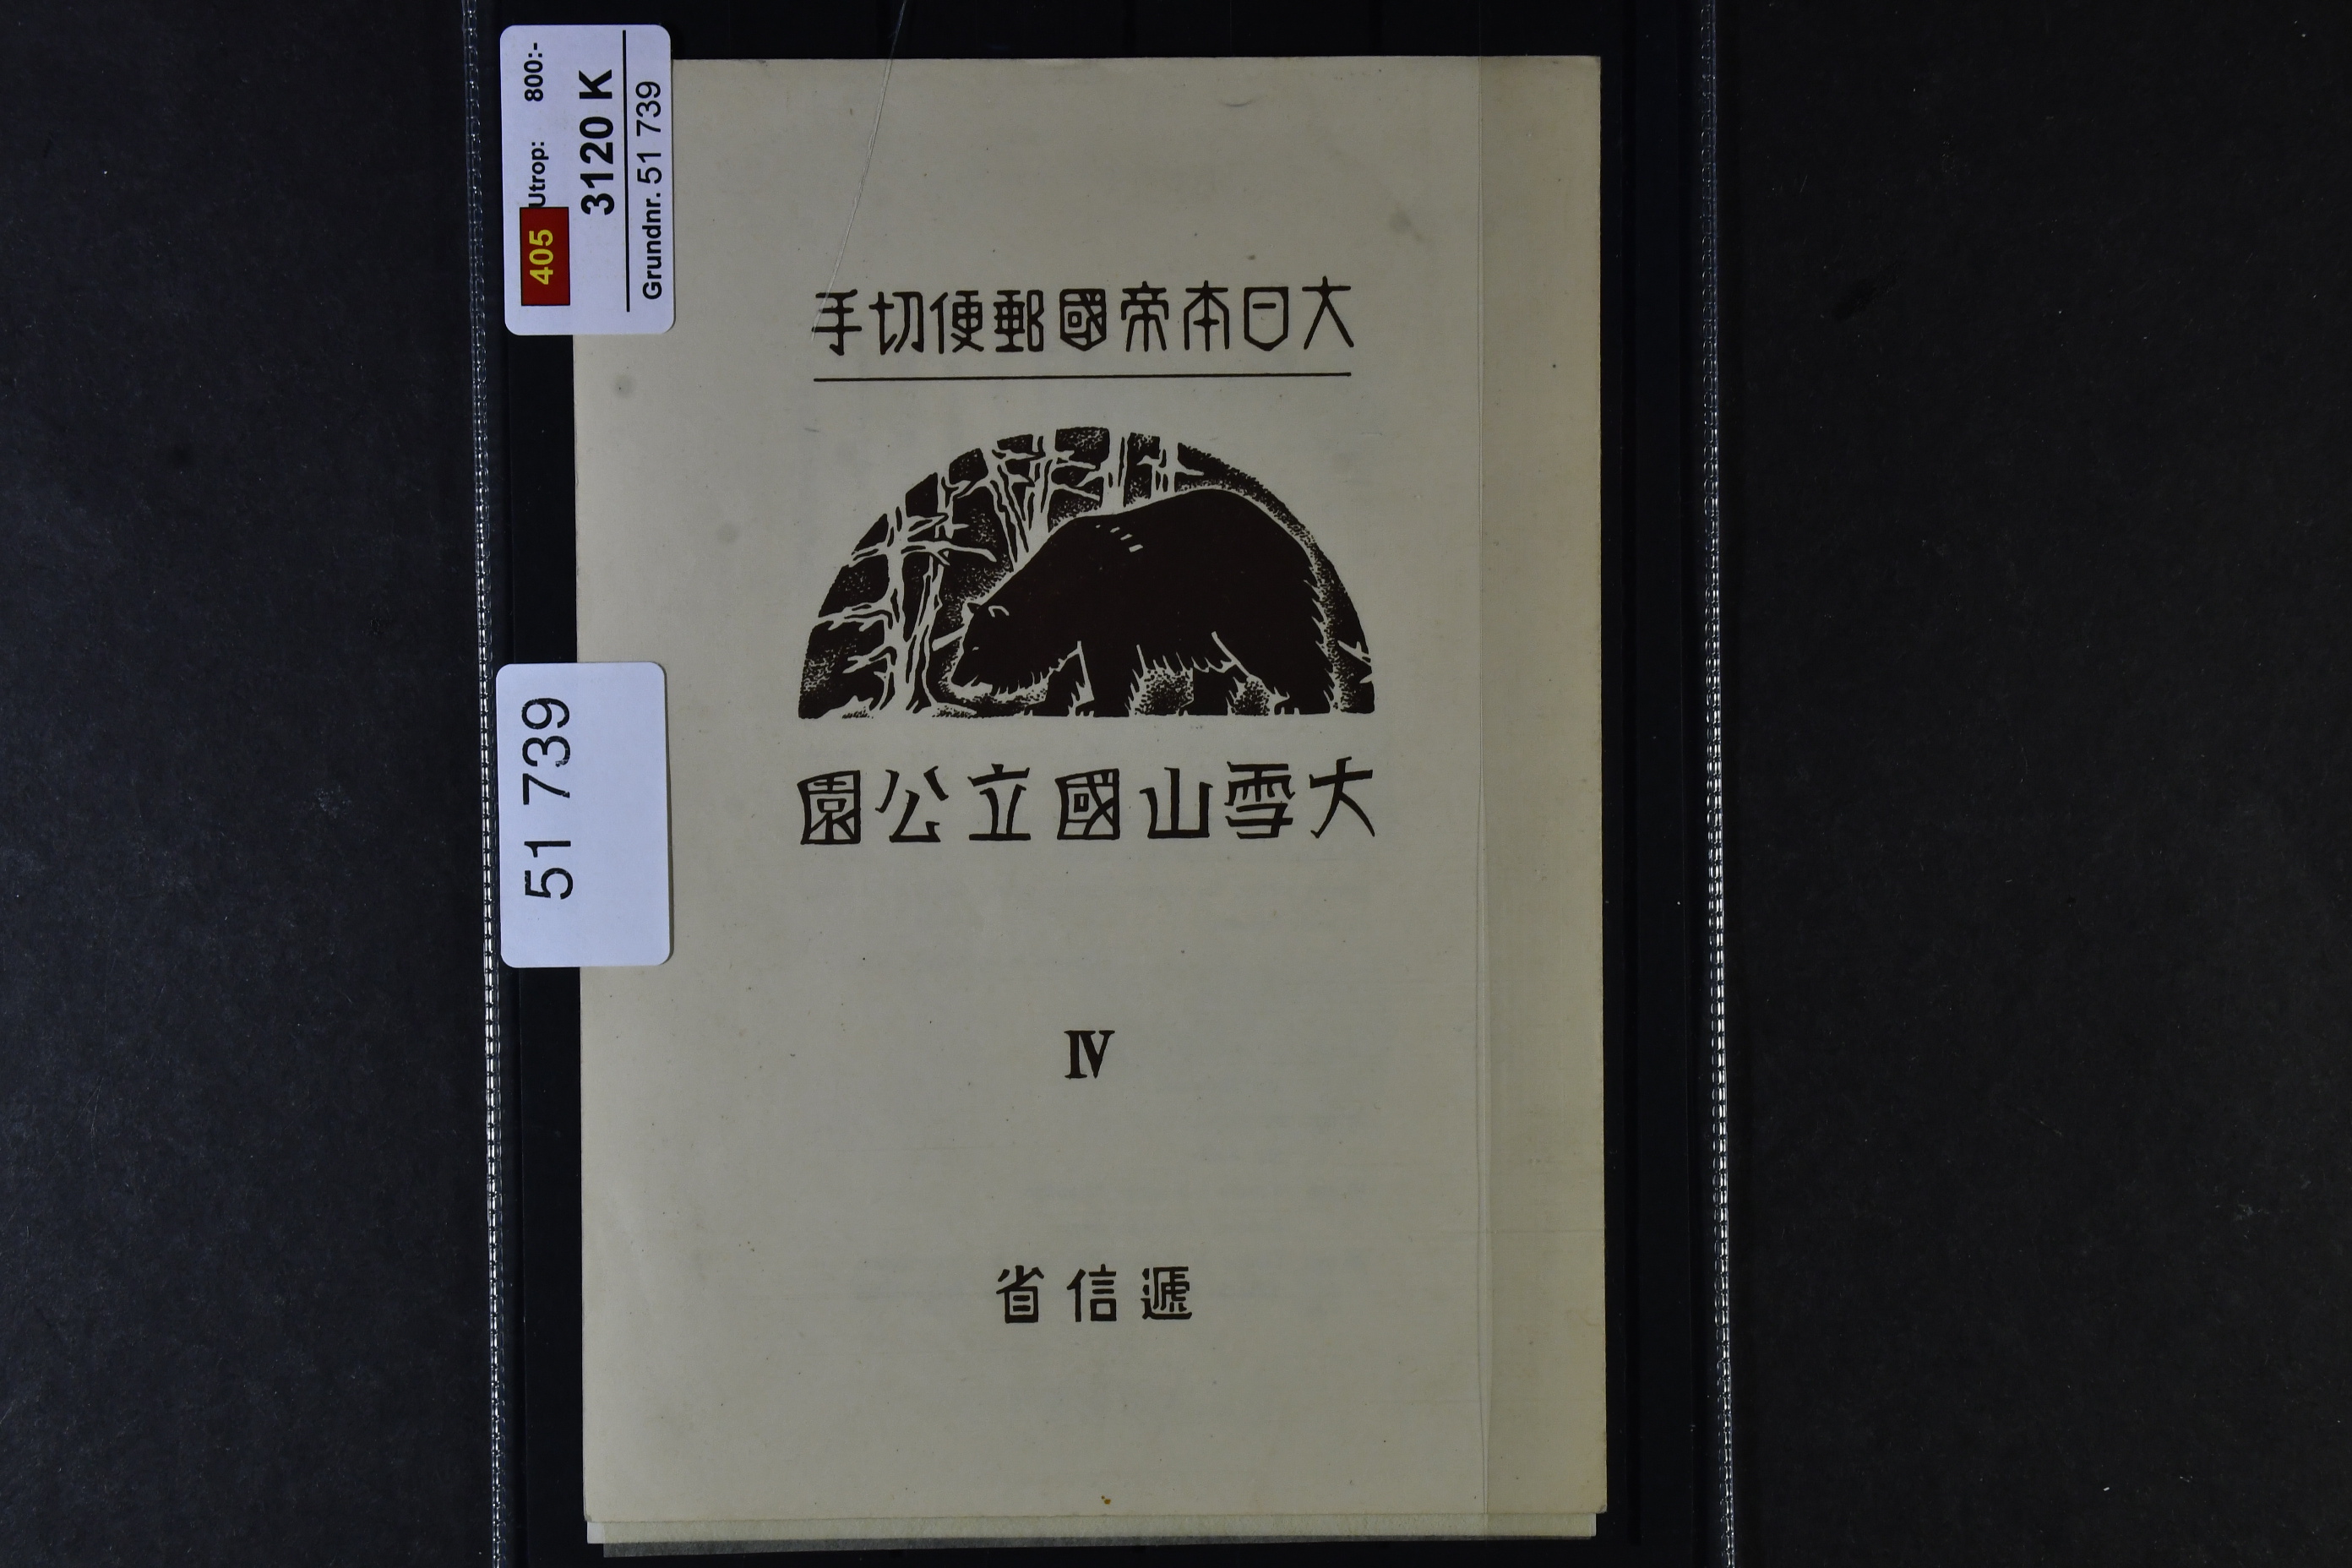 405
Utrop: 800:-
3120 K
Grundnr. 51 739
51 739
大日本帝國郵便切手
大雪山國立公園
IV
遞信省